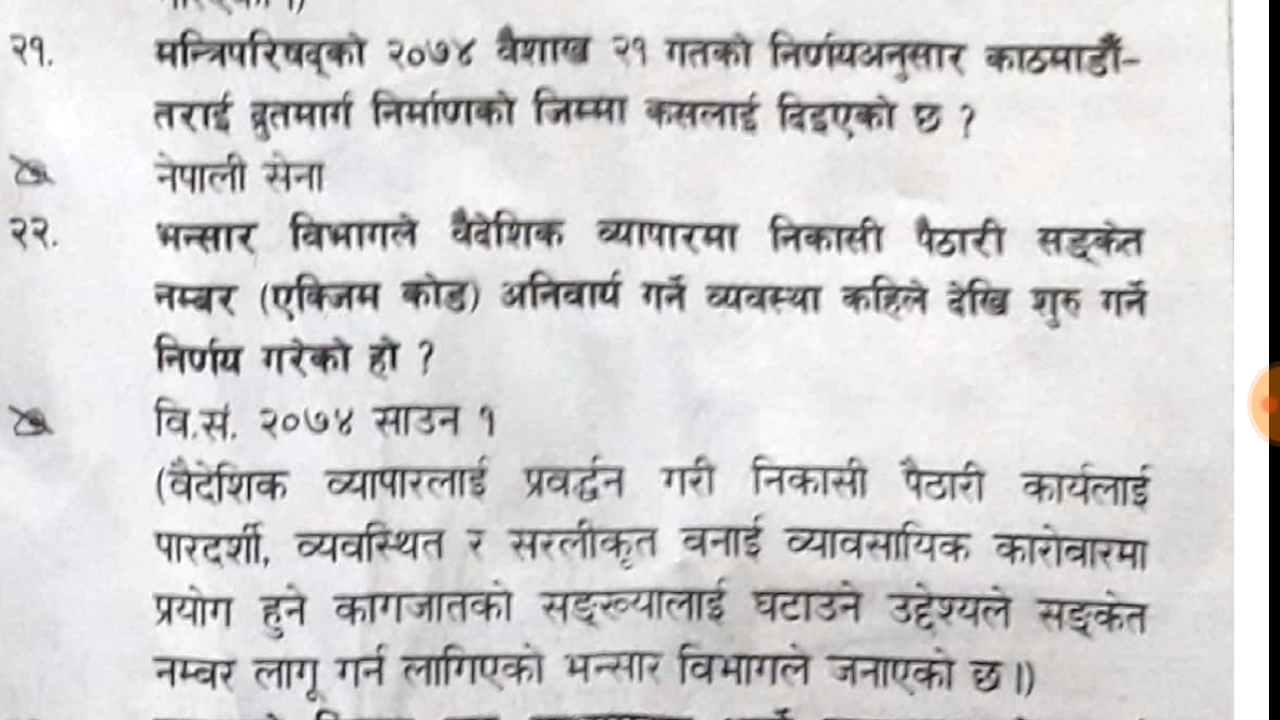 २१. मन्त्रिपरिषद्को २०७४ वैशाख २१ गतको निर्णयअनुसार काठमाडौँ-
तराई द्रुतमार्ग निर्माणको जिम्मा कसलाई दिइएको छ ?
नेपाली सेना
२२. भन्सार विभागले वैदेशिक व्यापारमा निकासी पैठारी सङ्केत
नम्बर (एक्जिम कोड) अनिवार्य गर्ने व्यवस्था कहिले देखि शुरु गर्ने
निर्णय गरेको हो ?
वि.सं. २०७४ साउन १
(वैदेशिक व्यापारलाई प्रवर्द्धन गरी निकासी पैठारी कार्यलाई
पारदर्शी, व्यवस्थित र सरलीकृत बनाई व्यावसायिक कारोवारमा
प्रयोग हुने कागजातको सङ्ख्यालाई घटाउने उद्देश्यले सङ्केत
नम्वर लागू गर्न लागिएको भन्सार विभागले जनाएको छ ।)